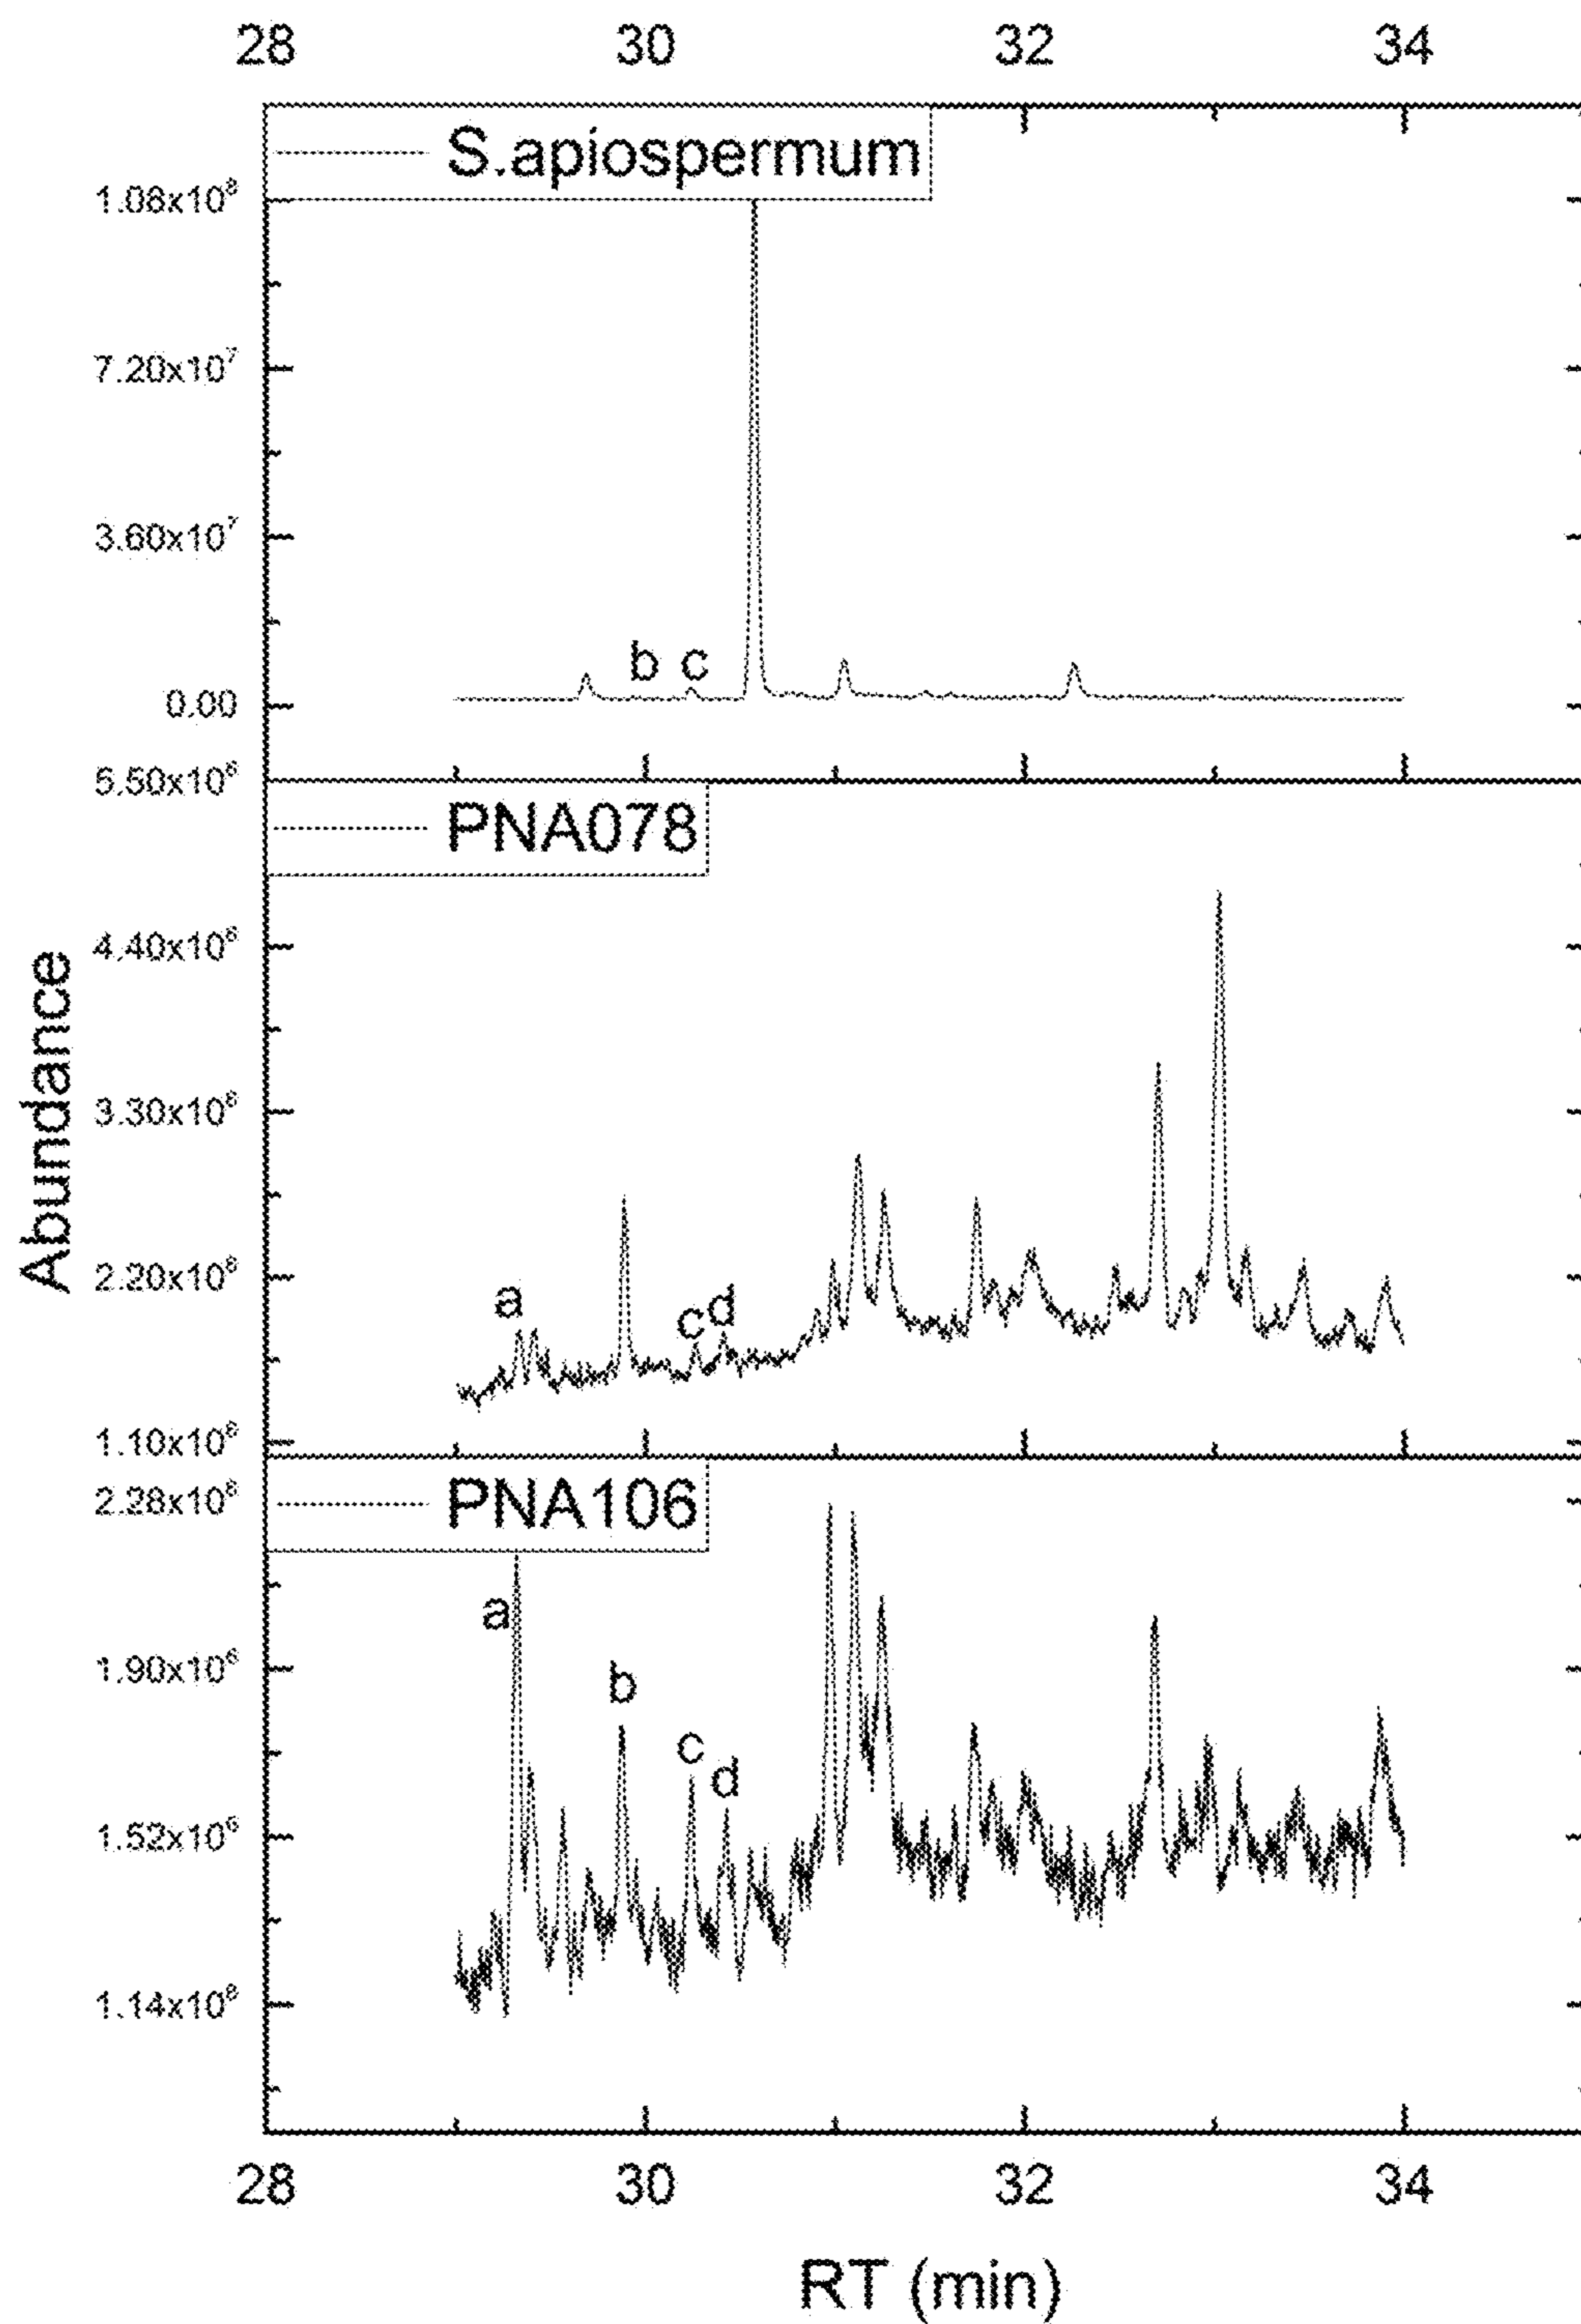 28 30 32 34
S.apiospermum
1.08x10⁸
7.20x10⁷
3.60x10⁷
b c
0.00
5.50x10⁶
PNA078
4.40x10⁶
3.30x10⁶
2.20x10⁶
a c d
1.10x10⁶
2.28x10⁶
PNA106
a
1.90x10⁶
b
c
d
1.52x10⁶
1.14x10⁶
28 30 32 34
RT (min)
Abundance